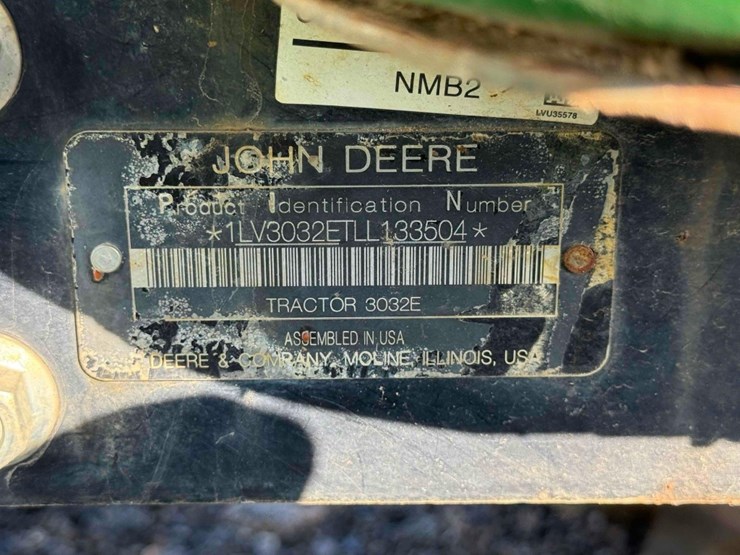 NMB2
LVU35578
JOHN DEERE
Product Identification Number
*1LV3032ETLL133504*
TRACTOR 3032E
ASSEMBLED IN USA
DEERE & COMPANY, MOLINE, ILLINOIS, USA